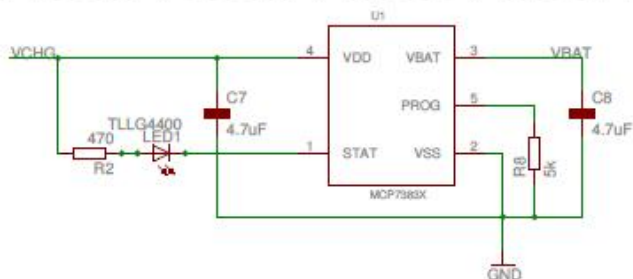 U1
VCHG 4 VDD VBAT 3 VBAT
C7
4.7uF
PROG 5
C8
4.7uF
TLLG4400
LED1
470
R2
1 STAT VSS 2
R8
5k
MCP7383X
GND